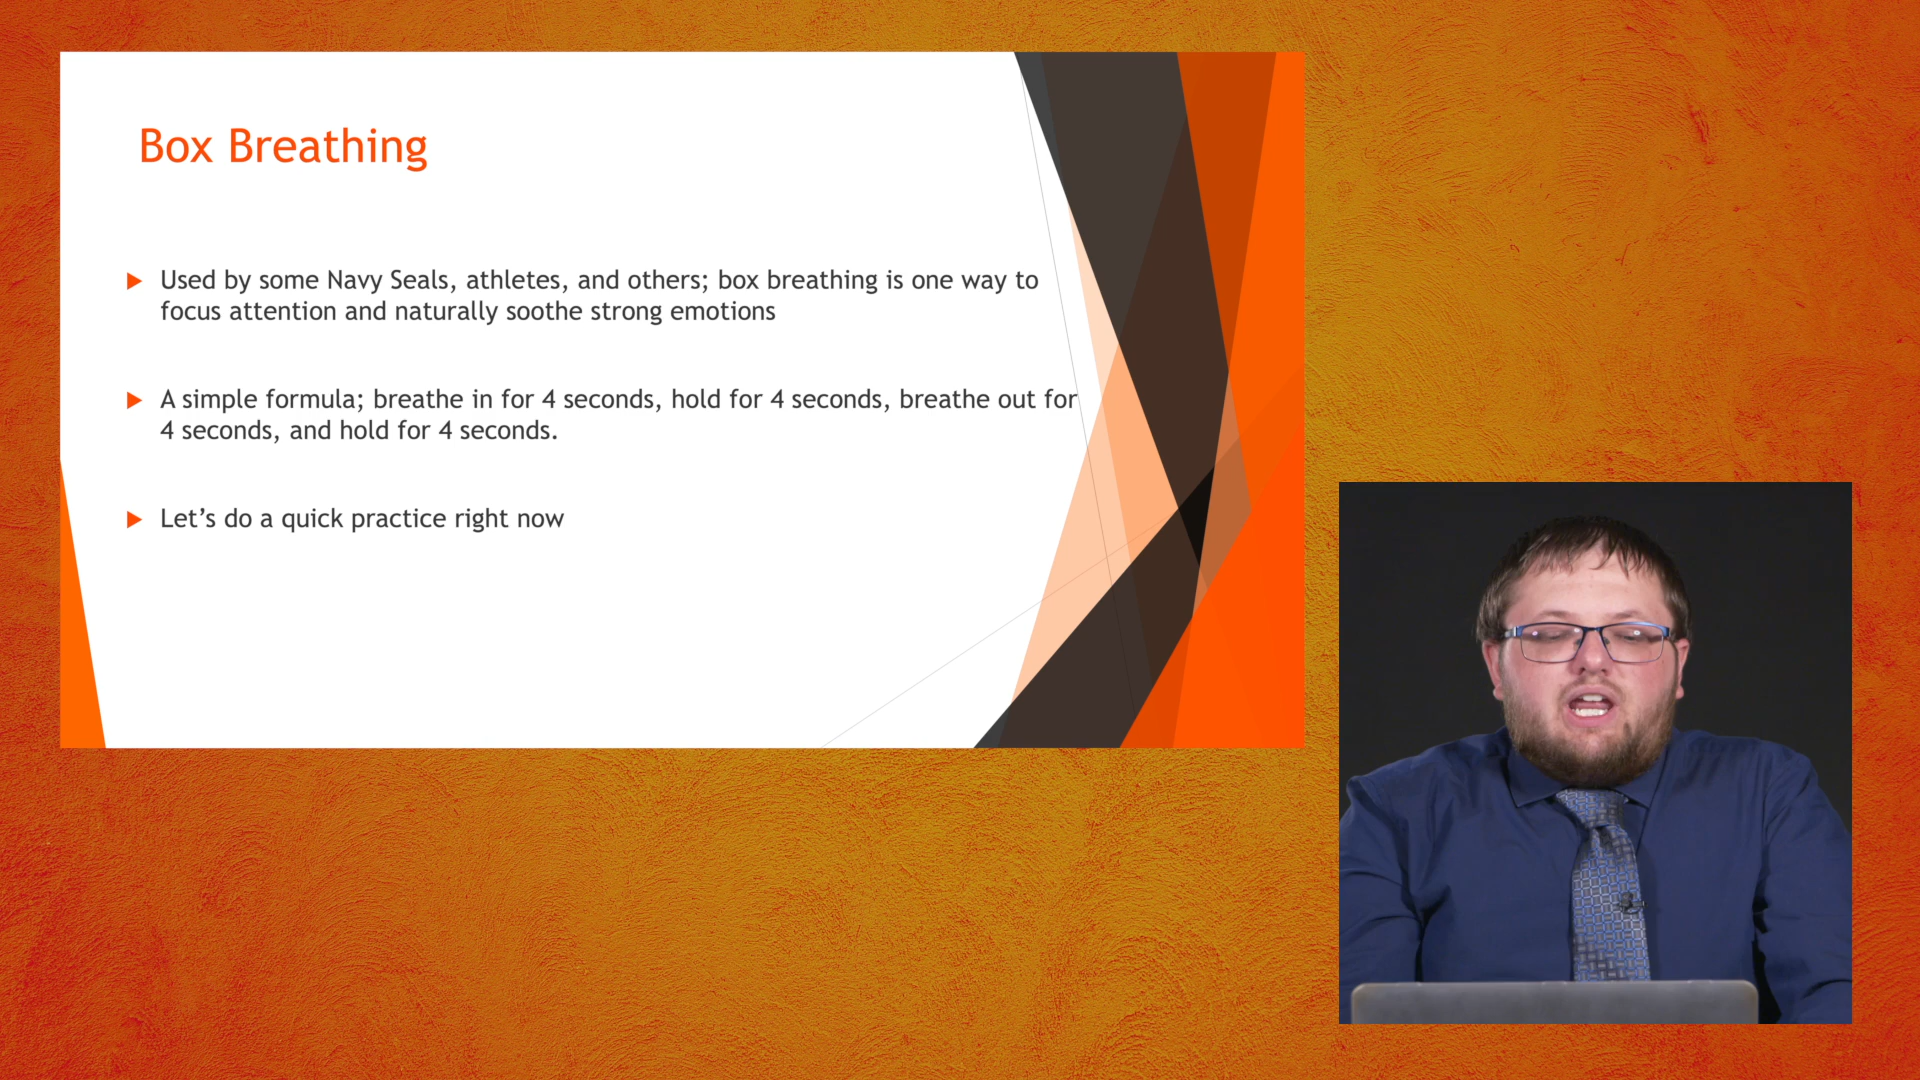 Box Breathing
Used by some Navy Seals, athletes, and others; box breathing is one way to
focus attention and naturally soothe strong emotions
A simple formula; breathe in for 4 seconds, hold for 4 seconds, breathe out for
4 seconds, and hold for 4 seconds.
Let’s do a quick practice right now